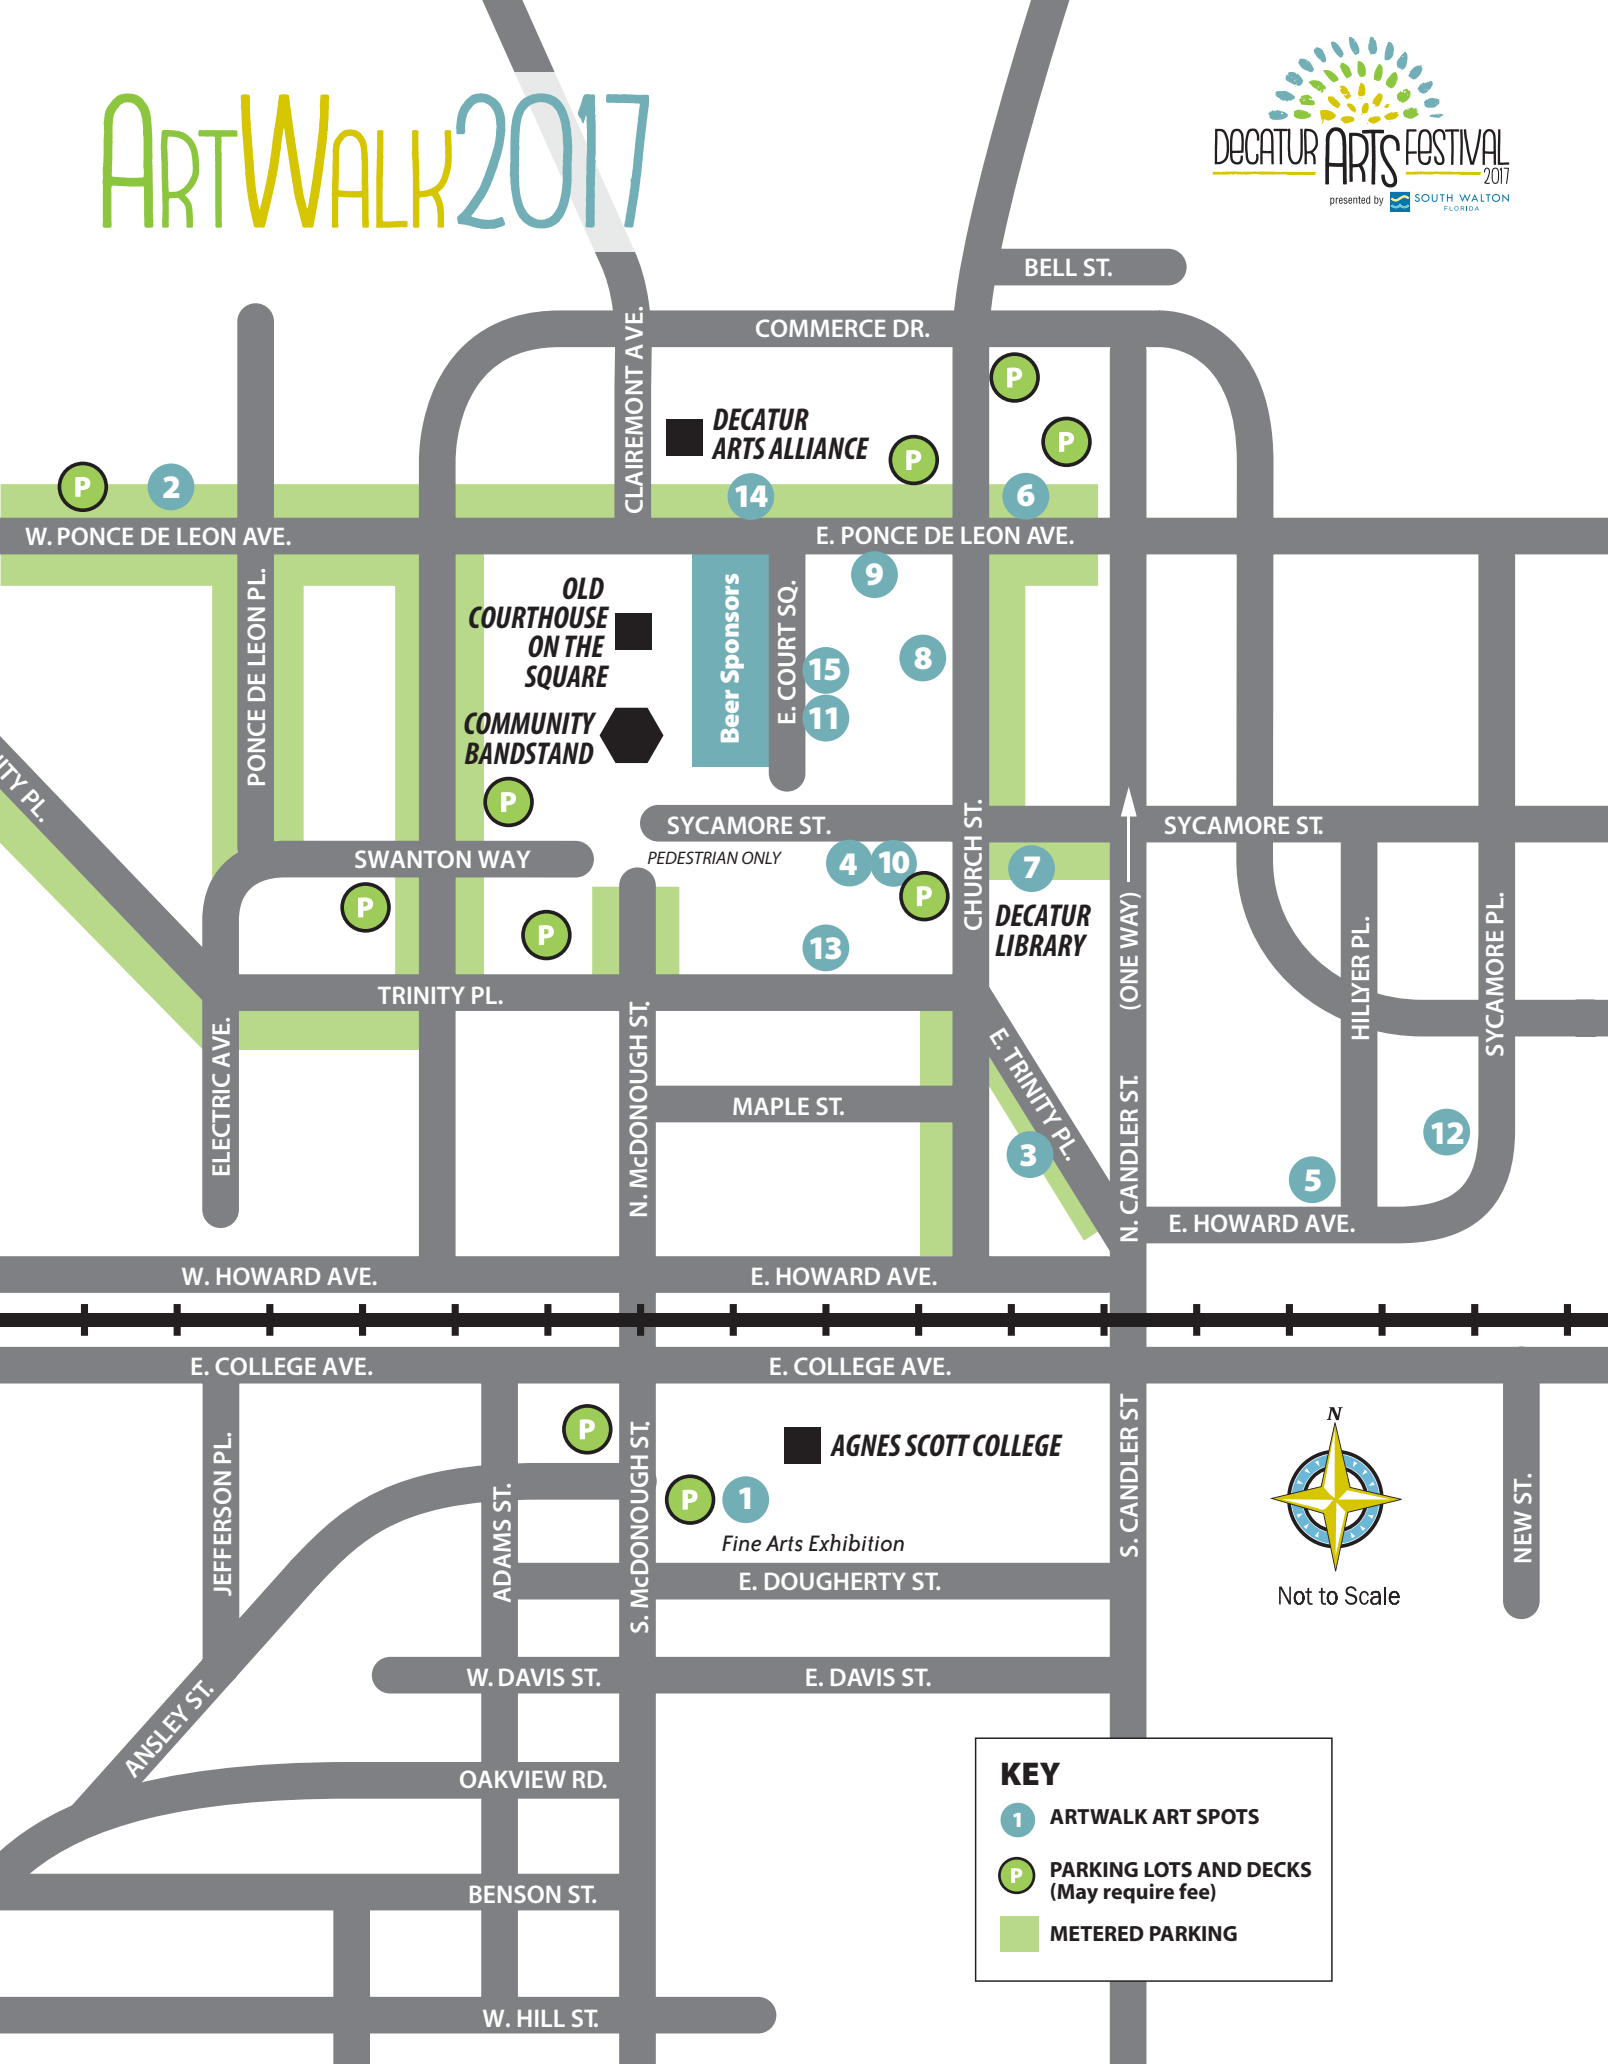 ARTWALK2017
DECATUR ARTS FESTIVAL
2017
presented by SOUTH WALTON
FLORIDA
BELL ST.
COMMERCE DR.
CLAIREMONT AVE.
P
DECATUR
ARTS ALLIANCE
P
P
P
2
14
6
W. PONCE DE LEON AVE.
E. PONCE DE LEON AVE.
PONCE DE LEON PL.
OLD
COURTHOUSE
ON THE
SQUARE
Beer Sponsors
E. COURT SQ.
9
8
15
11
COMMUNITY
BANDSTAND
ITY PL.
P
SYCAMORE ST.
PEDESTRIAN ONLY
CHURCH ST.
SYCAMORE ST.
SWANTON WAY
4
10
7
P
P
P
DECATUR
LIBRARY
13
(ONE WAY)
HILLYER PL.
SYCAMORE PL.
TRINITY PL.
ELECTRIC AVE.
N. McDONOUGH ST.
E. TRINITY PL.
MAPLE ST.
3
N. CANDLER ST.
12
5
E. HOWARD AVE.
W. HOWARD AVE.
E. HOWARD AVE.
E. COLLEGE AVE.
E. COLLEGE AVE.
JEFFERSON PL.
ADAMS ST.
P
S. McDONOUGH ST.
AGNES SCOTT COLLEGE
S. CANDLER ST
N
P
1
Fine Arts Exhibition
NEW ST.
E. DOUGHERTY ST.
Not to Scale
W. DAVIS ST.
E. DAVIS ST.
ANSLEY ST.
OAKVIEW RD.
BENSON ST.
W. HILL ST.
KEY
1 ARTWALK ART SPOTS
P PARKING LOTS AND DECKS
(May require fee)
METERED PARKING